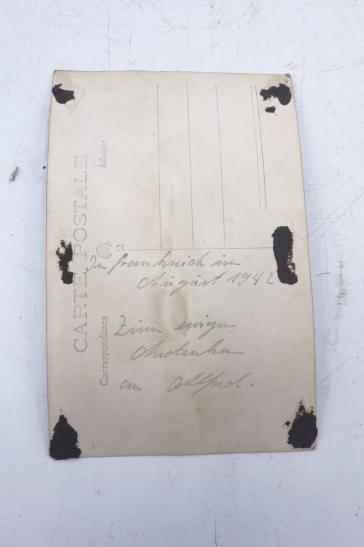 CARTE POSTALE
Correspondance
Adresse
In Frankreich im
August 1942
Zum ewigen
Andenken
an Alfred.